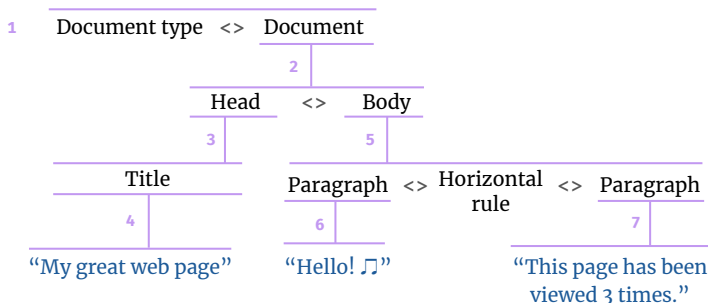 1 Document type <> Document
2
Head <> Body
3 5
Title
Paragraph <> Horizontal rule <> Paragraph
4 6 7
“My great web page” “Hello! ♫” “This page has been viewed 3 times.”